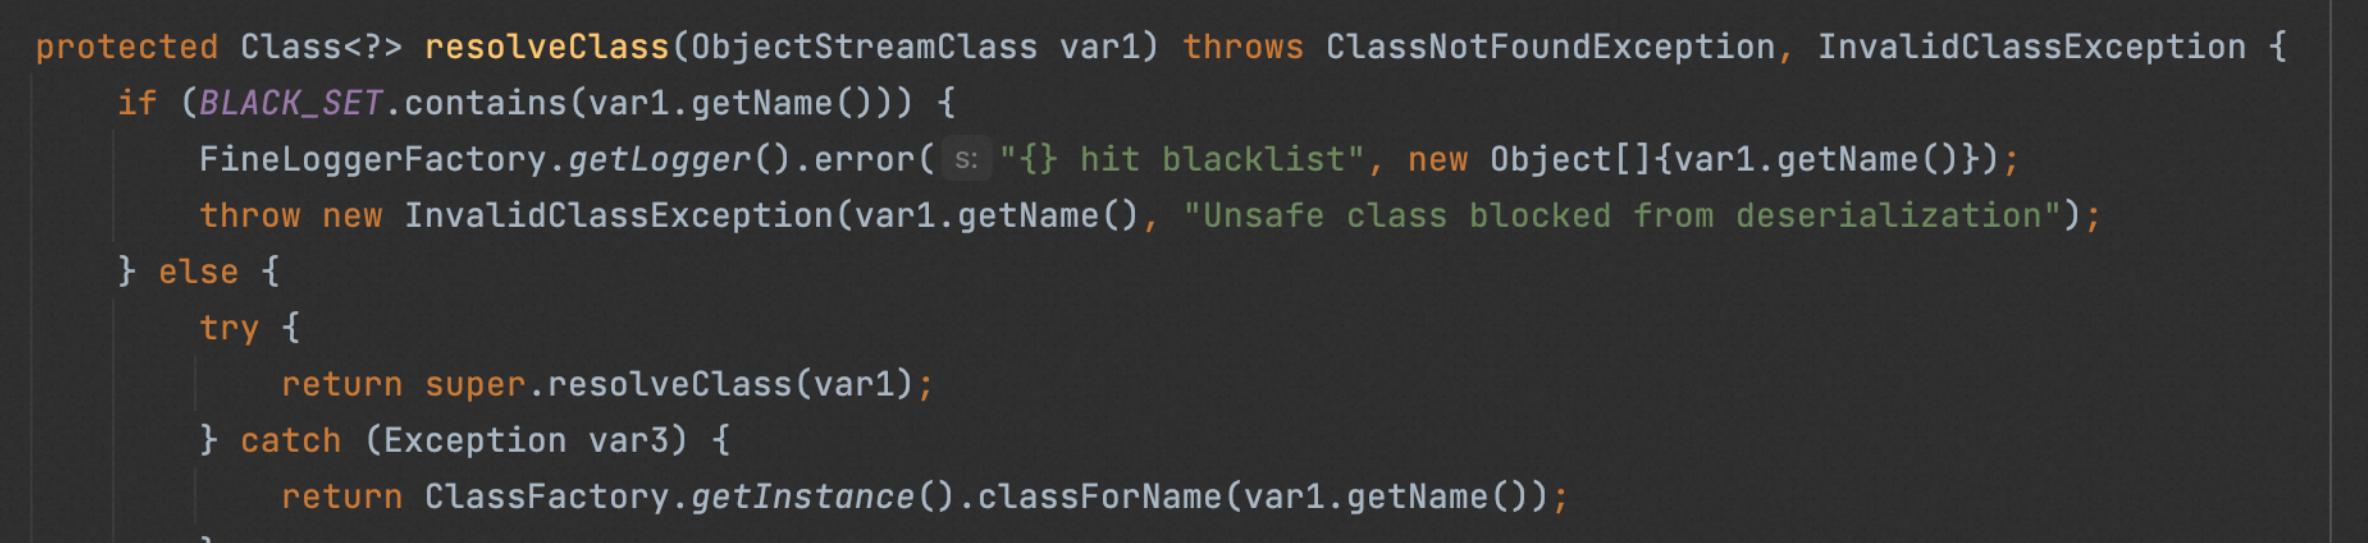 protected Class<?> resolveClass(ObjectStreamClass var1) throws ClassNotFoundException, InvalidClassException {
if (BLACK_SET.contains(var1.getName())) {
FineLoggerFactory.getLogger().error( s: "{} hit blacklist", new Object[]{var1.getName()});
throw new InvalidClassException(var1.getName(), "Unsafe class blocked from deserialization");
} else {
try {
return super.resolveClass(var1);
} catch (Exception var3) {
return ClassFactory.getInstance().classForName(var1.getName());
}